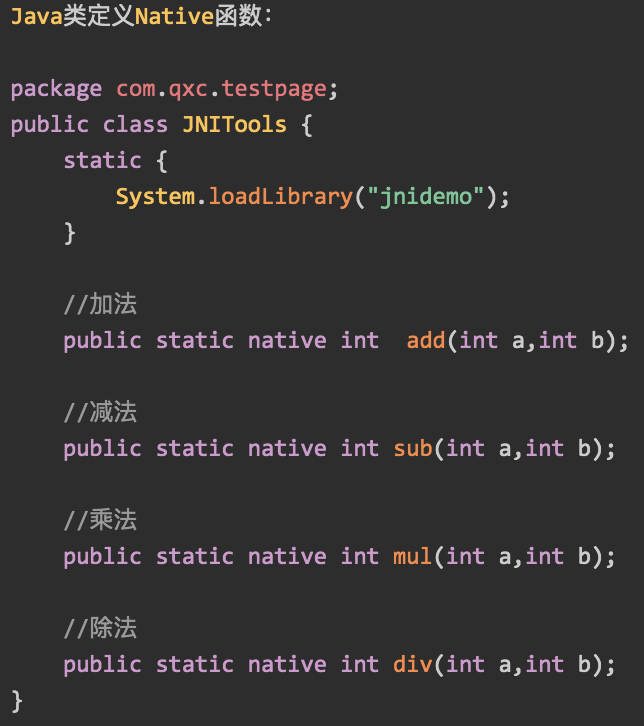 Java类定义Native函数：
package com.qxc.testpage;
public class JNITools {
    static {
        System.loadLibrary("jnidemo");
    }
    //加法
    public static native int  add(int a,int b);
    //减法
    public static native int sub(int a,int b);
    //乘法
    public static native int mul(int a,int b);
    //除法
    public static native int div(int a,int b);
}